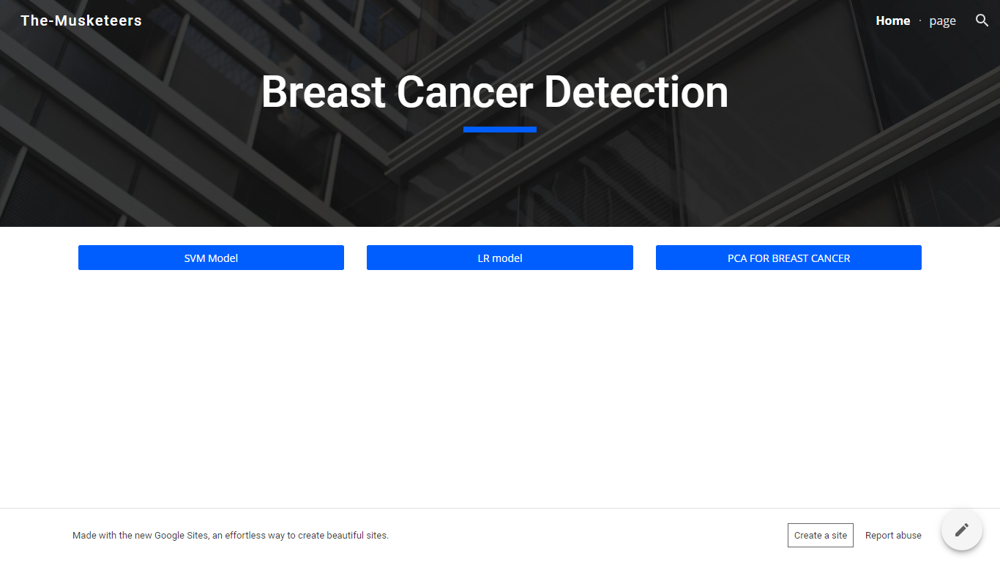 The-Musketeers
Home · page
Breast Cancer Detection
SVM Model
LR model
PCA FOR BREAST CANCER
Made with the new Google Sites, an effortless way to create beautiful sites.
Create a site
Report abuse